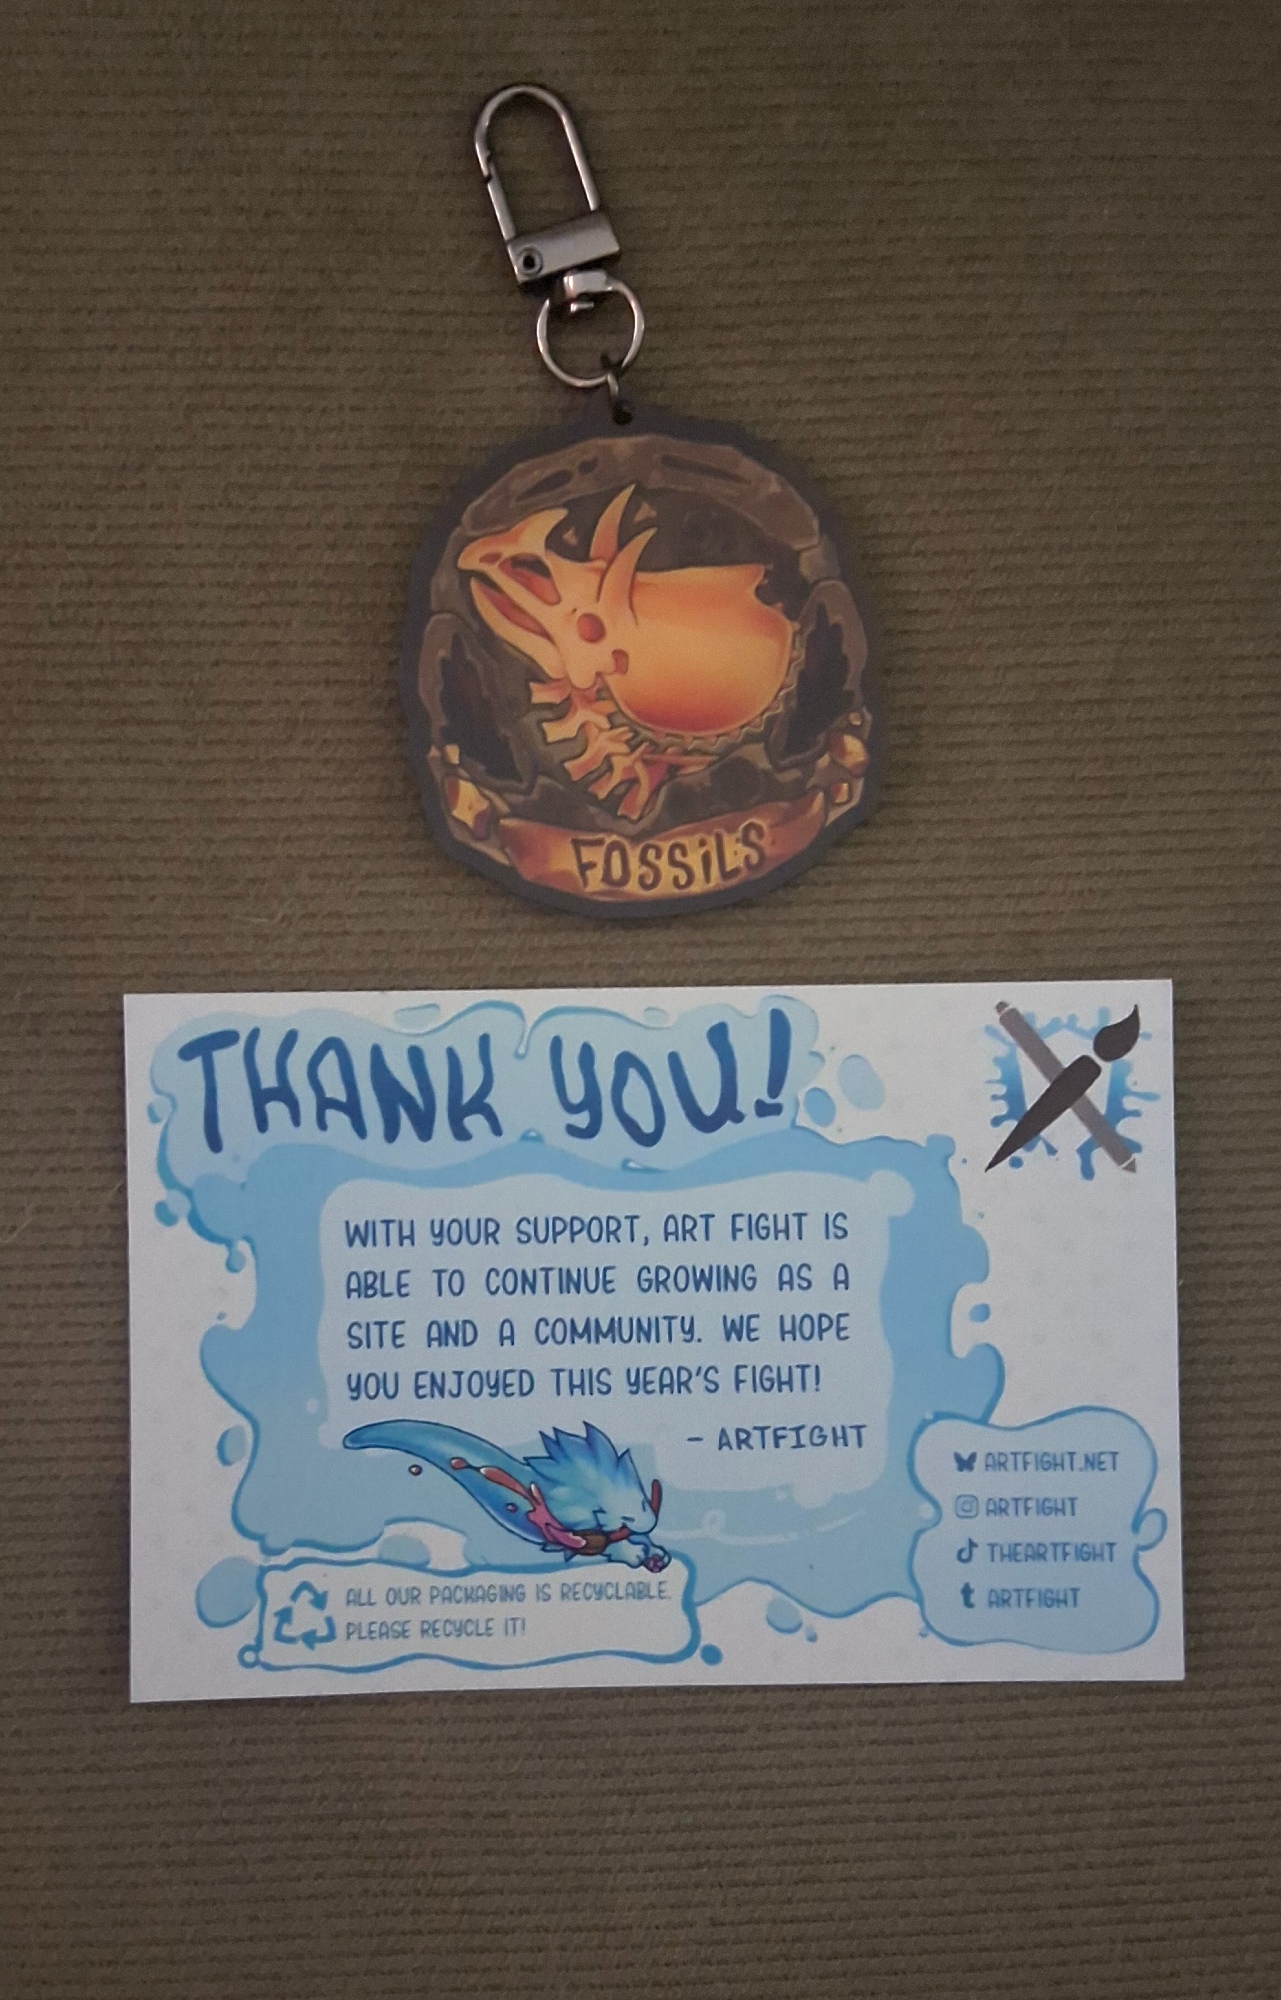 FOSSiLS
THANK YOU!
WITH YOUR SUPPORT, ART FIGHT IS
ABLE TO CONTINUE GROWING AS A
SITE AND A COMMUNITY. WE HOPE
YOU ENJOYED THIS YEAR'S FIGHT!
- ARTFIGHT
ARTFIGHT.NET
ARTFIGHT
THEARTFIGHT
t ARTFIGHT
ALL OUR PACKAGING IS RECYCLABLE.
PLEASE RECYCLE IT!